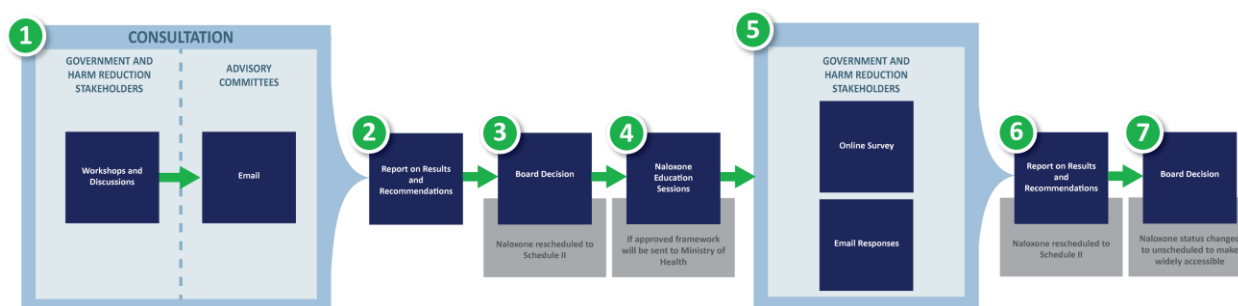 1
CONSULTATION
GOVERNMENT AND
HARM REDUCTION
STAKEHOLDERS
ADVISORY
COMMITTEES
Workshops and
Discussions
Email
2
Report on Results
and
Recommendations
3
Board Decision
Naloxone rescheduled to
Schedule II
4
Naloxone
Education
Sessions
If approved framework
will be sent to Ministry of
Health
5
GOVERNMENT AND
HARM REDUCTION
STAKEHOLDERS
Online Survey
Email Responses
6
Report on Results
and
Recommendations
Naloxone rescheduled to
Schedule II
7
Board Decision
Naloxone status changed
to unscheduled to make
widely accessible